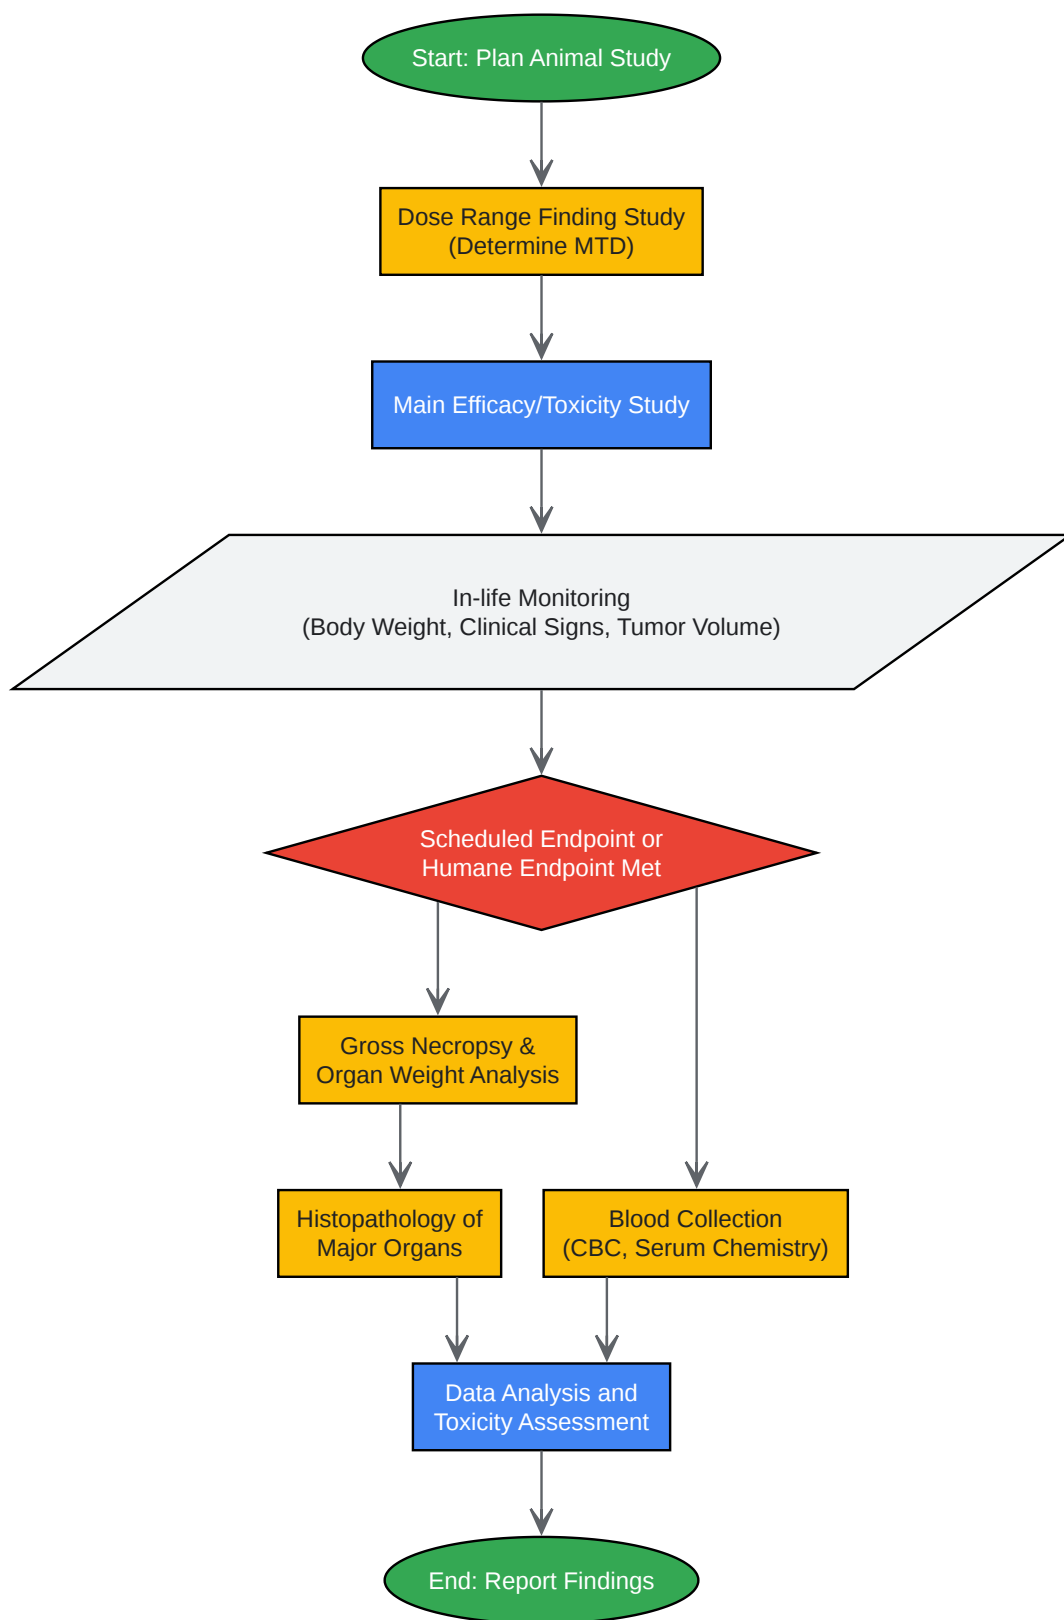 Start: Plan Animal Study
Dose Range Finding Study
(Determine MTD)
Main Efficacy/Toxicity Study
In-life Monitoring
(Body Weight, Clinical Signs, Tumor Volume)
Scheduled Endpoint or
Humane Endpoint Met
Gross Necropsy &
Organ Weight Analysis
Histopathology of
Major Organs
Blood Collection
(CBC, Serum Chemistry)
Data Analysis and
Toxicity Assessment
End: Report Findings